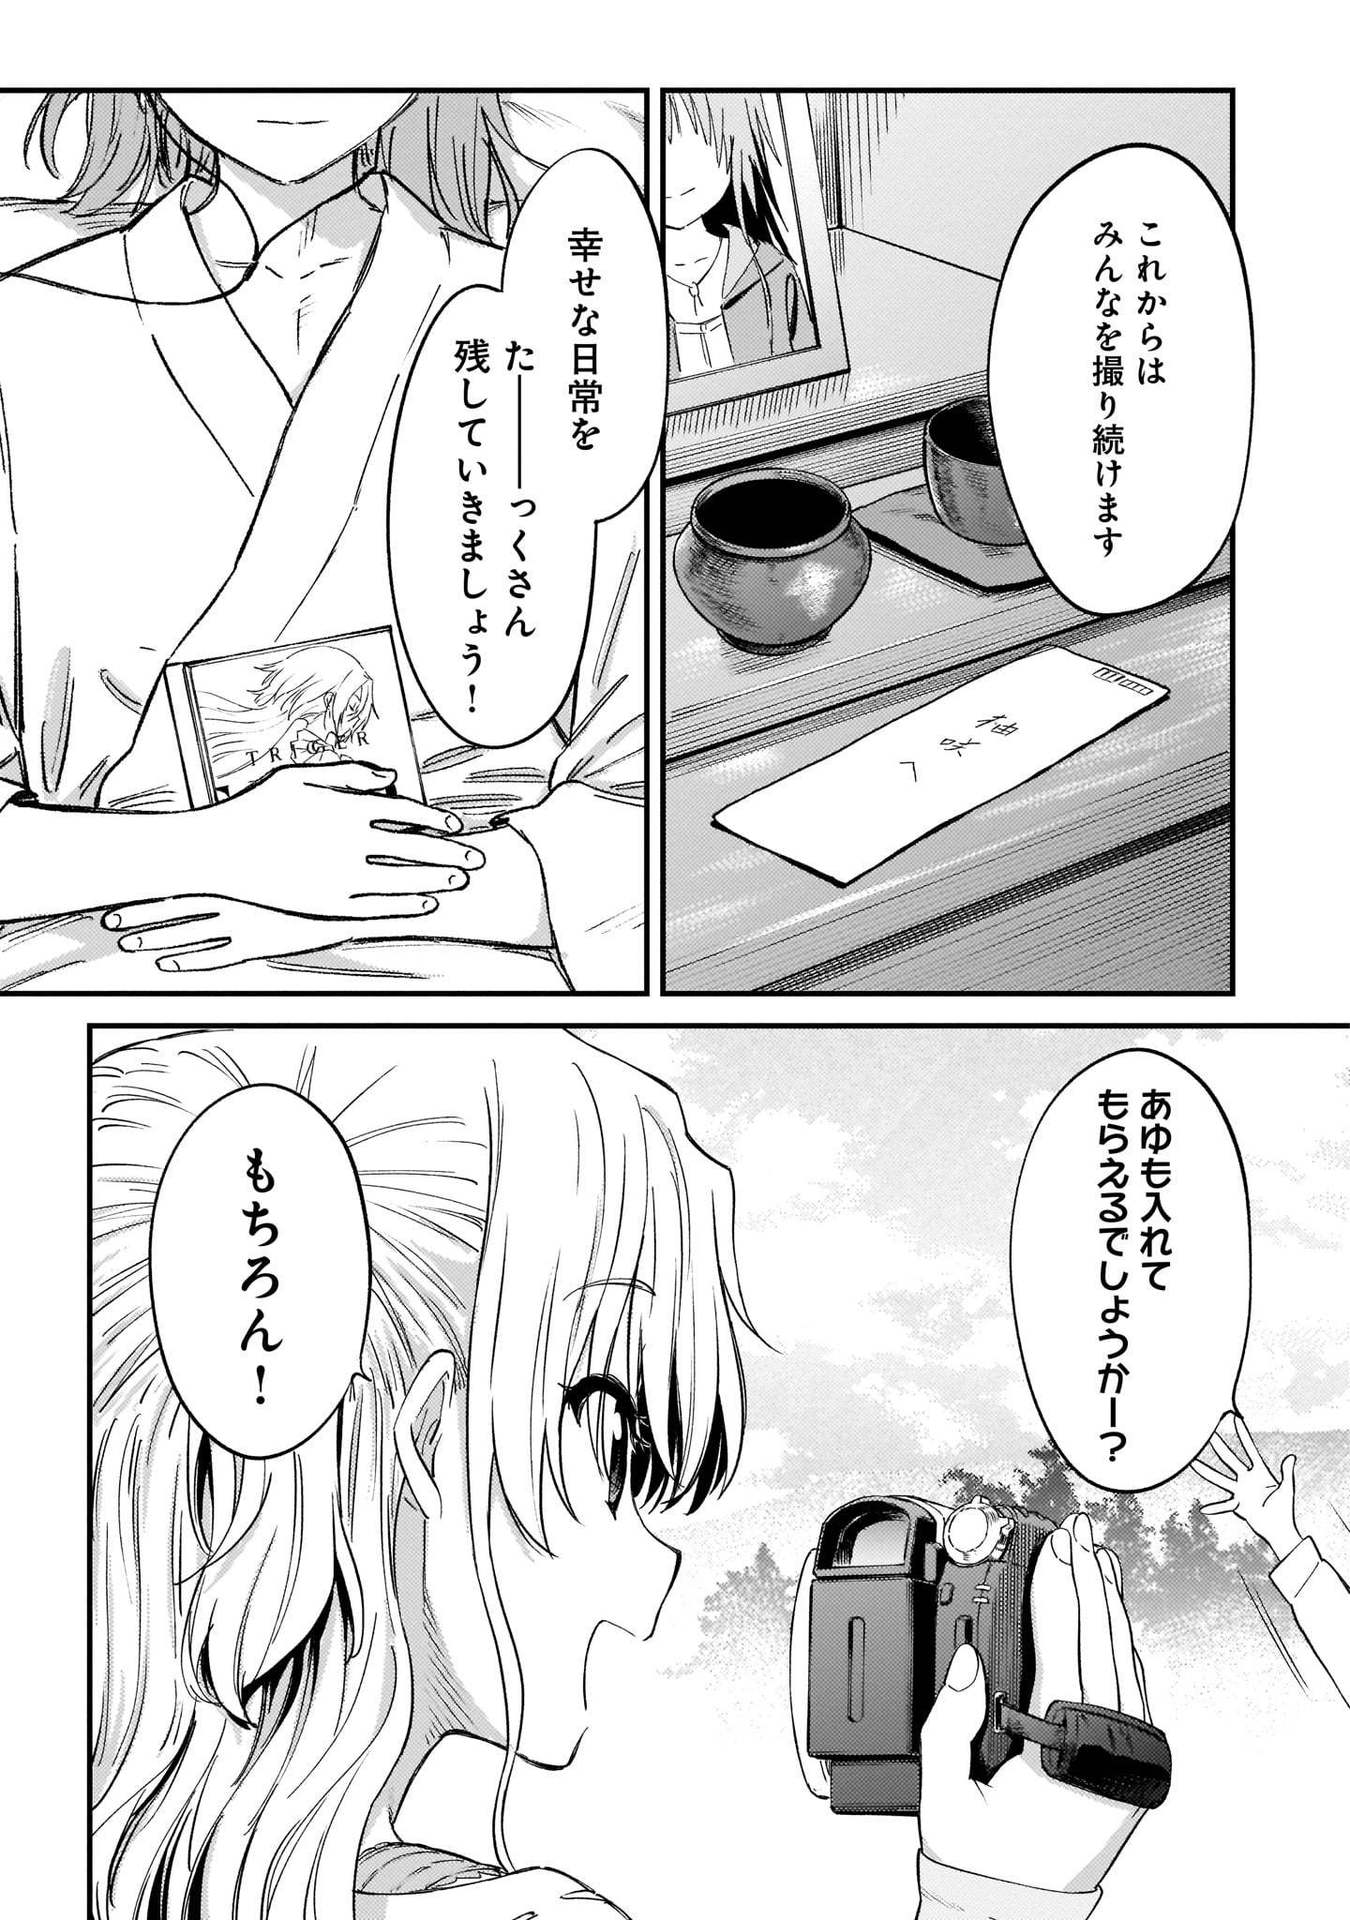 これからは
みんなを撮り続けます
柚
咲
へ
幸せな日常を
た───っくさん
残していきましょう！
TRIGGER
あゆも入れて
もらえるでしょうかー？
もちろん！